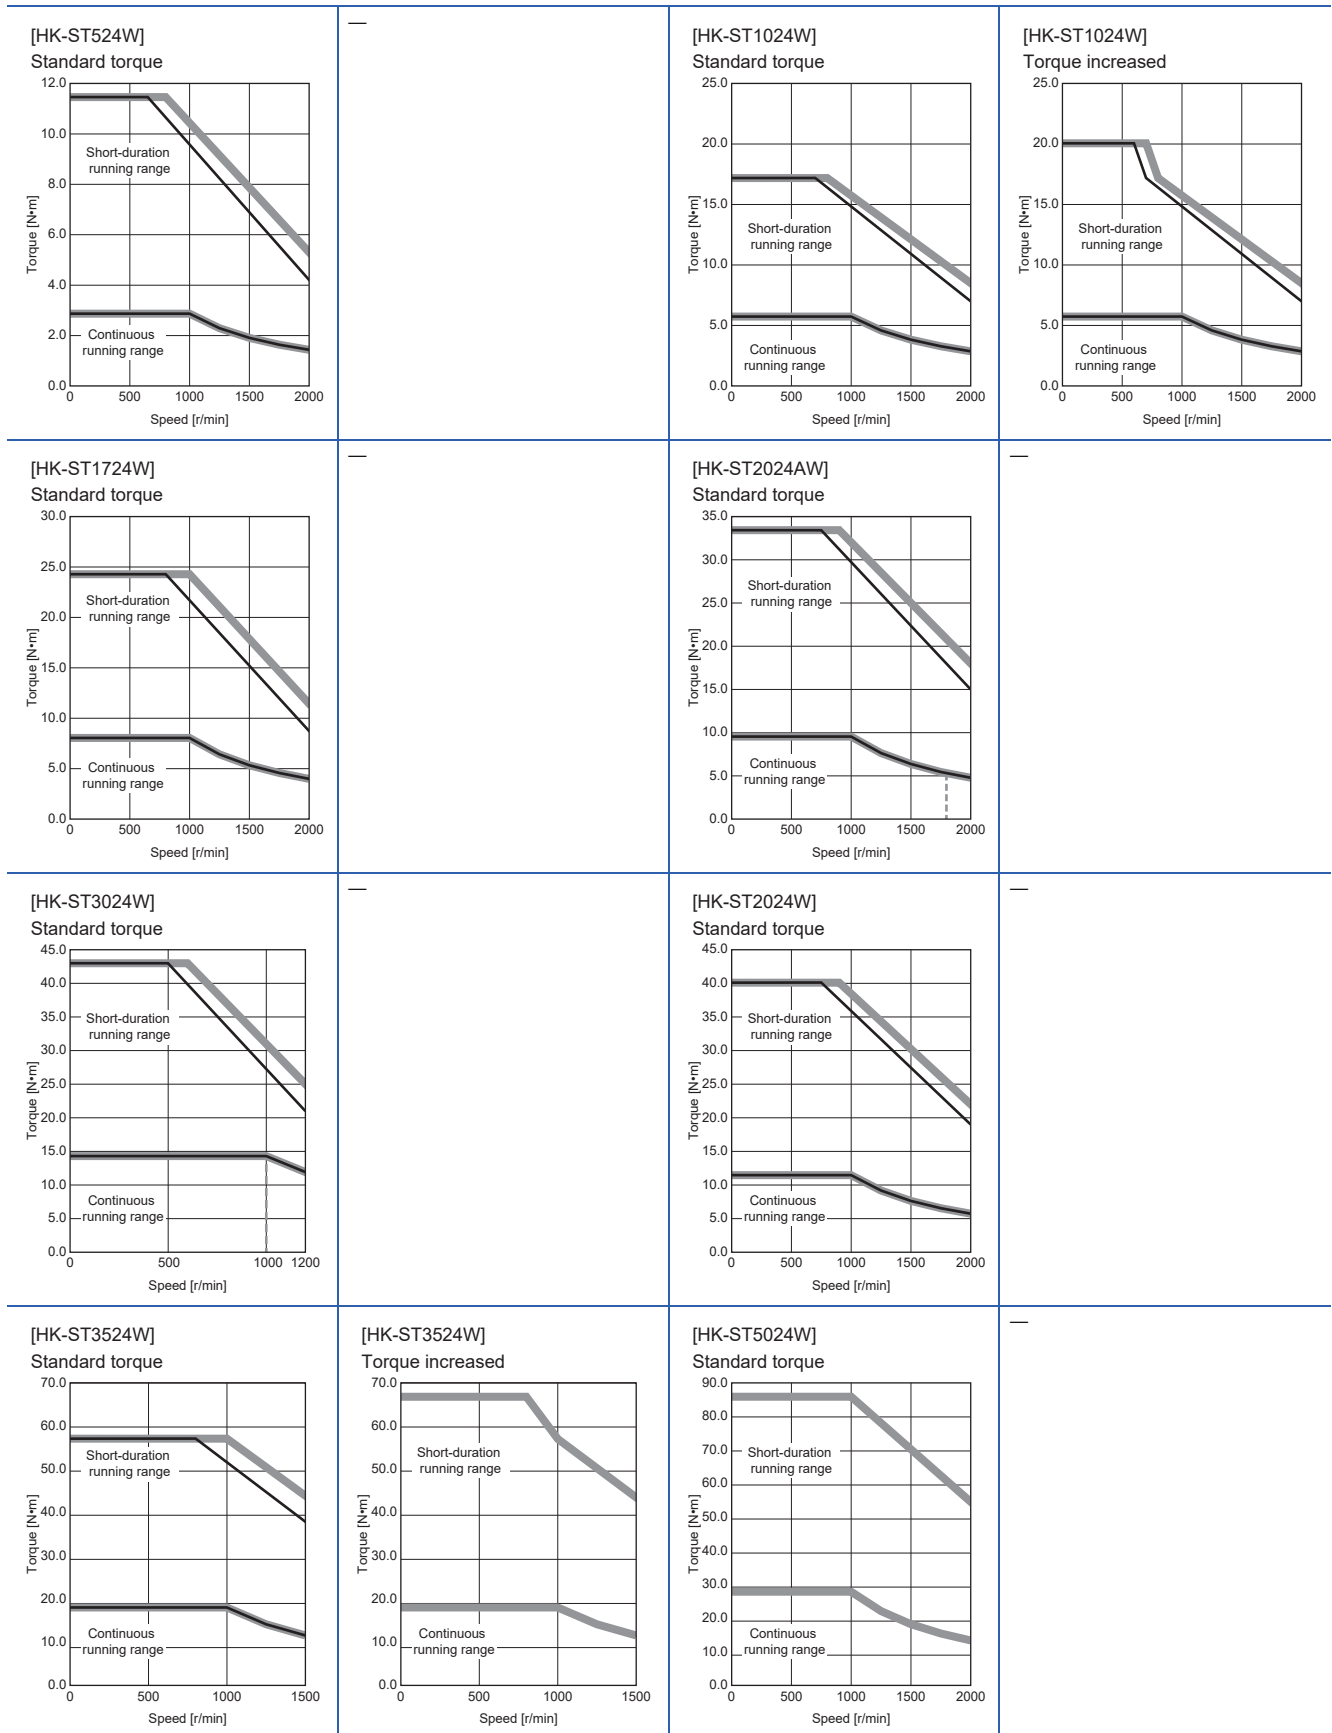 [HK-ST524W]
Standard torque
12.0
10.0
8.0
6.0
4.0
2.0
0.0
Torque [N•m]
Short-duration
running range
Continuous
running range
0 500 1000 1500 2000
Speed [r/min]
—
[HK-ST1024W]
Standard torque
25.0
20.0
15.0
10.0
5.0
0.0
Torque [N•m]
Short-duration
running range
Continuous
running range
0 500 1000 1500 2000
Speed [r/min]
[HK-ST1024W]
Torque increased
25.0
20.0
15.0
10.0
5.0
0.0
Torque [N•m]
Short-duration
running range
Continuous
running range
0 500 1000 1500 2000
Speed [r/min]
[HK-ST1724W]
Standard torque
30.0
25.0
20.0
15.0
10.0
5.0
0.0
Torque [N•m]
Short-duration
running range
Continuous
running range
0 500 1000 1500 2000
Speed [r/min]
—
[HK-ST2024AW]
Standard torque
35.0
30.0
25.0
20.0
15.0
10.0
5.0
0.0
Torque [N•m]
Short-duration
running range
Continuous
running range
0 500 1000 1500 2000
Speed [r/min]
—
[HK-ST3024W]
Standard torque
45.0
40.0
35.0
30.0
25.0
20.0
15.0
10.0
5.0
0.0
Torque [N•m]
Short-duration
running range
Continuous
running range
0 500 1000 1200
Speed [r/min]
—
[HK-ST2024W]
Standard torque
45.0
40.0
35.0
30.0
25.0
20.0
15.0
10.0
5.0
0.0
Torque [N•m]
Short-duration
running range
Continuous
running range
0 500 1000 1500 2000
Speed [r/min]
—
[HK-ST3524W]
Standard torque
70.0
60.0
50.0
40.0
30.0
20.0
10.0
0.0
Torque [N•m]
Short-duration
running range
Continuous
running range
0 500 1000 1500
Speed [r/min]
[HK-ST3524W]
Torque increased
70.0
60.0
50.0
40.0
30.0
20.0
10.0
0.0
Torque [N•m]
Short-duration
running range
Continuous
running range
0 500 1000 1500
Speed [r/min]
[HK-ST5024W]
Standard torque
90.0
80.0
70.0
60.0
50.0
40.0
30.0
20.0
10.0
0.0
Torque [N•m]
Short-duration
running range
Continuous
running range
0 500 1000 1500 2000
Speed [r/min]
—